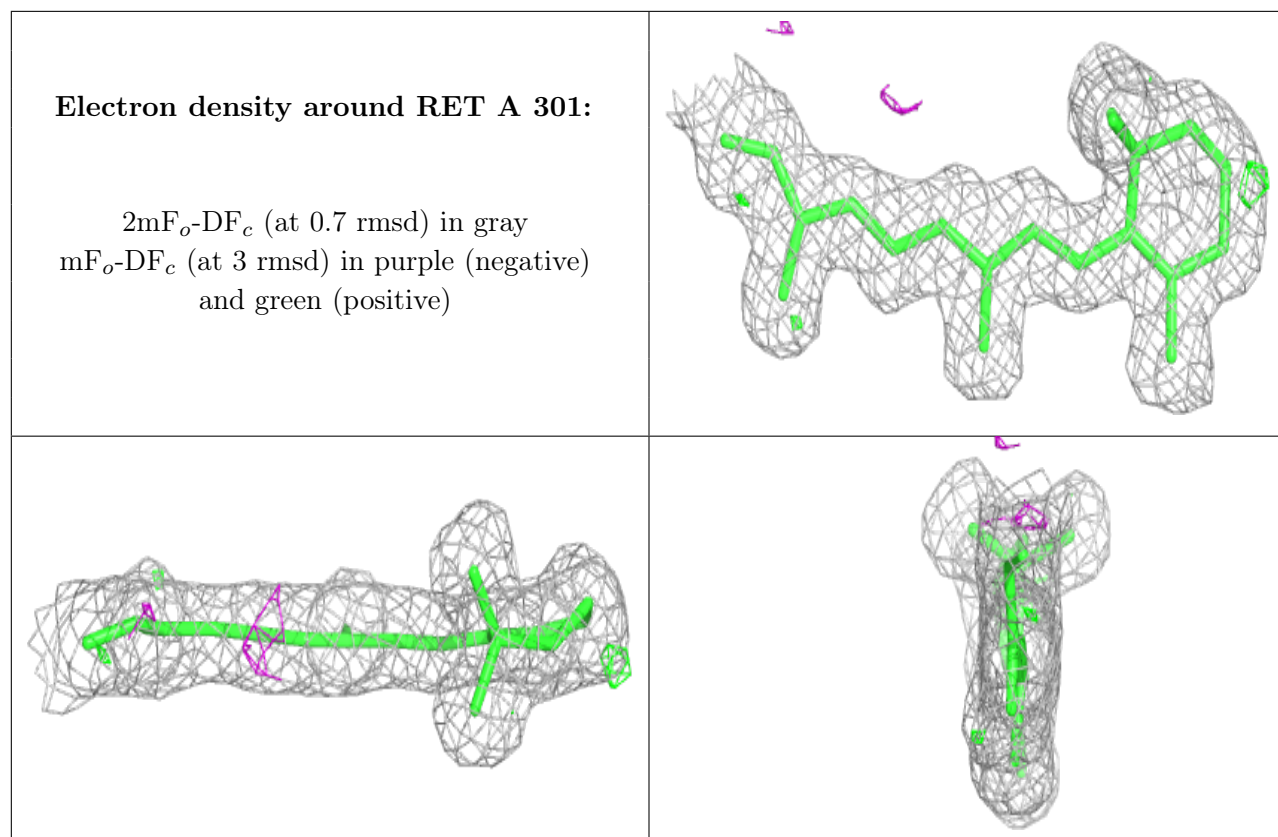 Electron density around RET A 301:
2mFₒ-DF𝒸 (at 0.7 rmsd) in gray
mFₒ-DF𝒸 (at 3 rmsd) in purple (negative)
and green (positive)